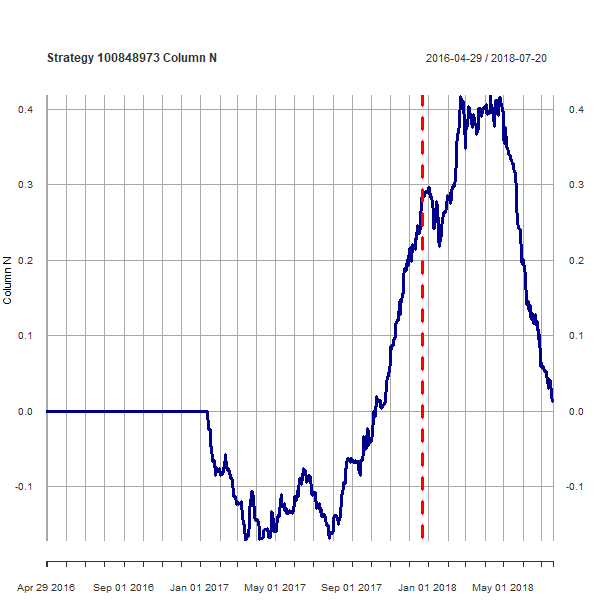 Strategy 100848973 Column N 2016-04-29 / 2018-07-20
0.4 0.4
0.3 0.3
0.2 0.2
0.1 0.1
0.0 0.0
-0.1 -0.1
Column N
Apr 29 2016 Sep 01 2016 Jan 01 2017 May 01 2017 Sep 01 2017 Jan 01 2018 May 01 2018